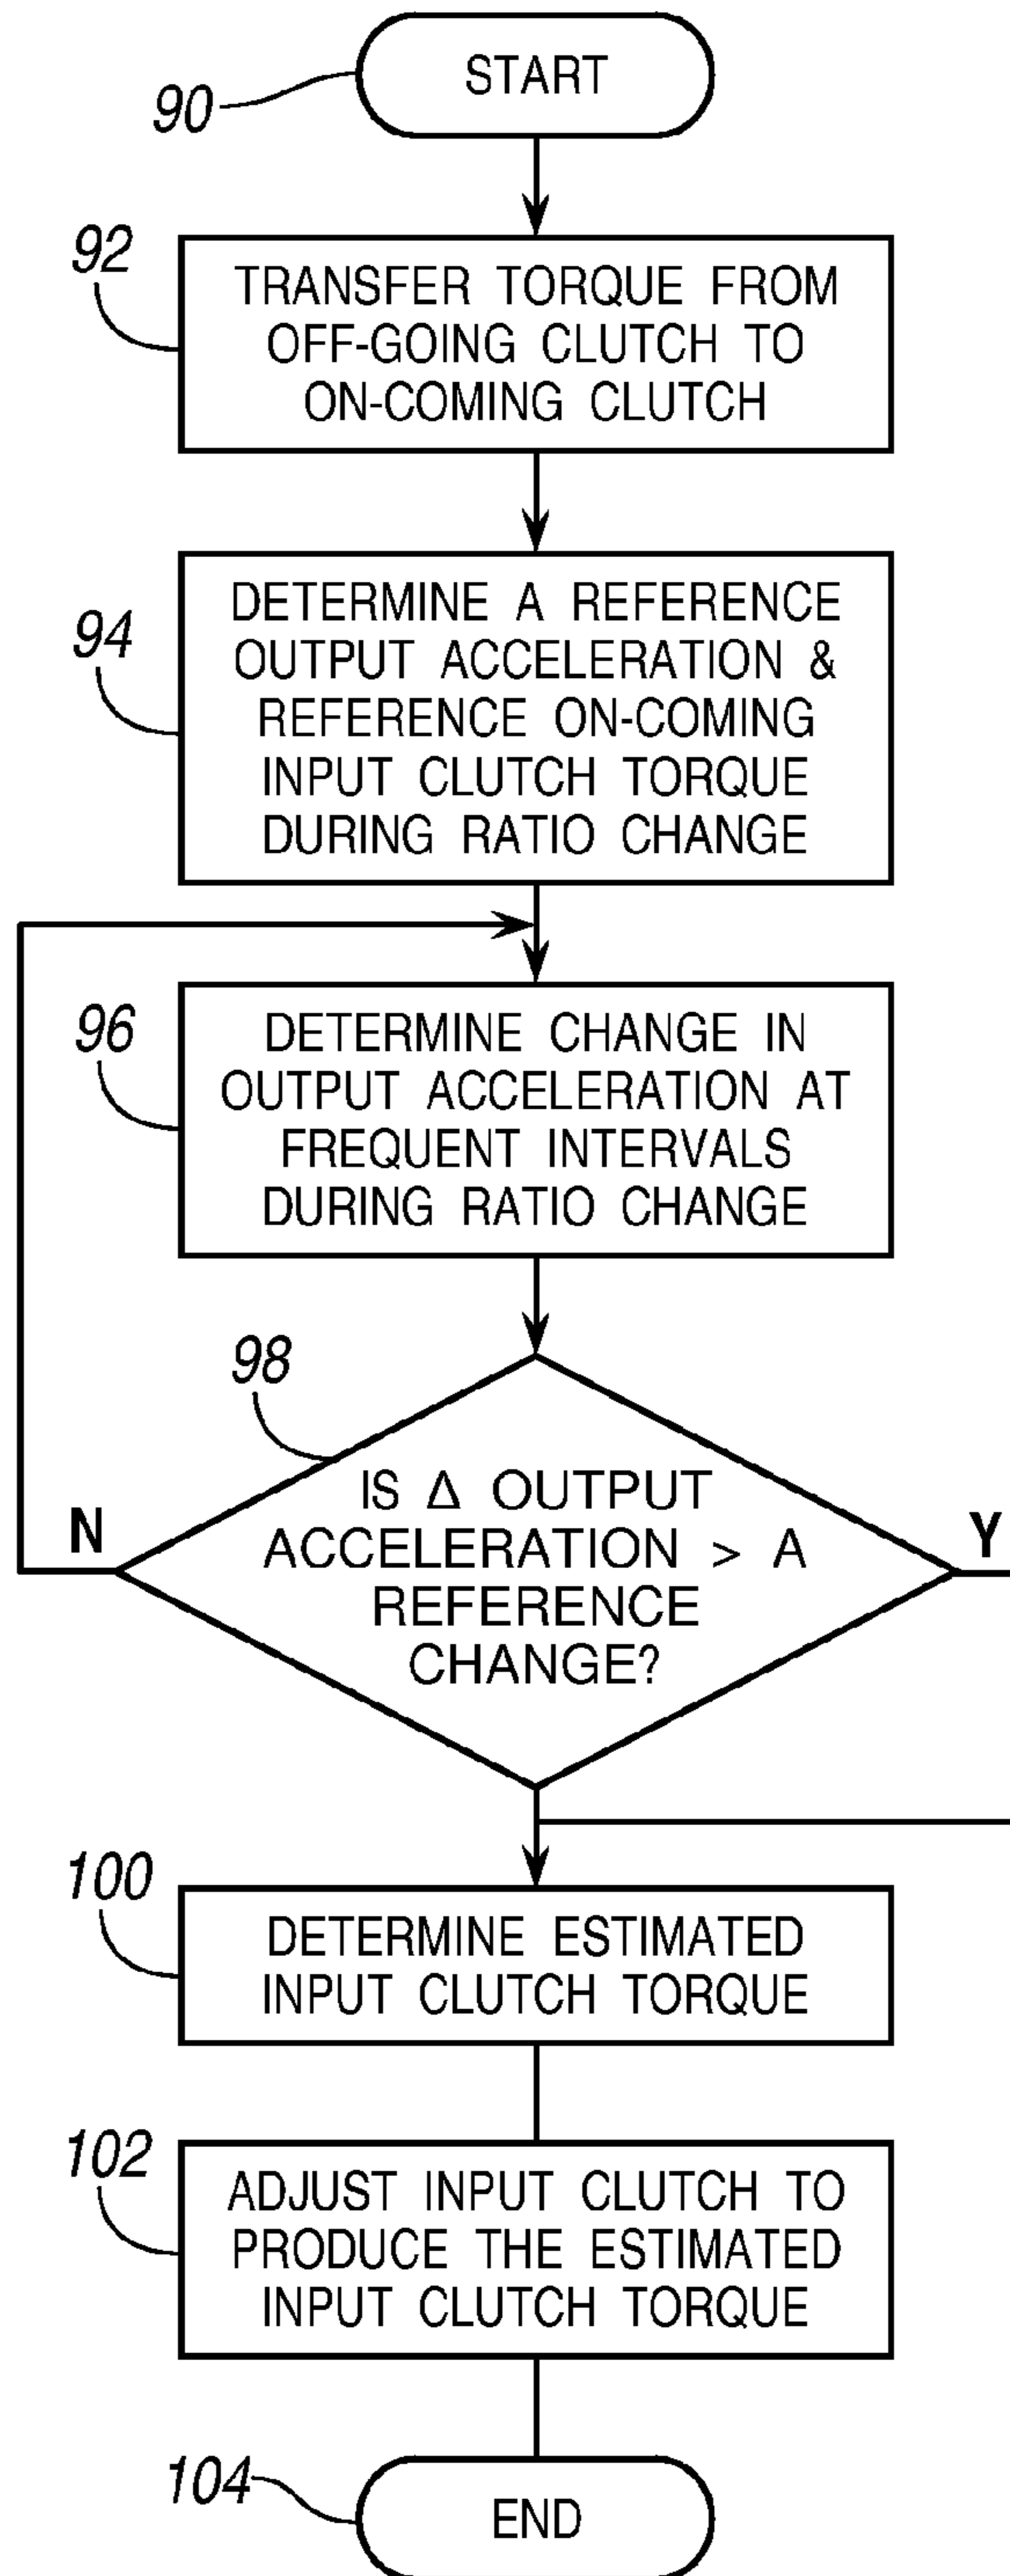 START
90
92
TRANSFER TORQUE FROM
OFF-GOING CLUTCH TO
ON-COMING CLUTCH
94
DETERMINE A REFERENCE
OUTPUT ACCELERATION &
REFERENCE ON-COMING
INPUT CLUTCH TORQUE
DURING RATIO CHANGE
96
DETERMINE CHANGE IN
OUTPUT ACCELERATION AT
FREQUENT INTERVALS
DURING RATIO CHANGE
98
IS Δ OUTPUT
ACCELERATION > A
REFERENCE
CHANGE?
N
Y
100
DETERMINE ESTIMATED
INPUT CLUTCH TORQUE
102
ADJUST INPUT CLUTCH TO
PRODUCE THE ESTIMATED
INPUT CLUTCH TORQUE
104
END